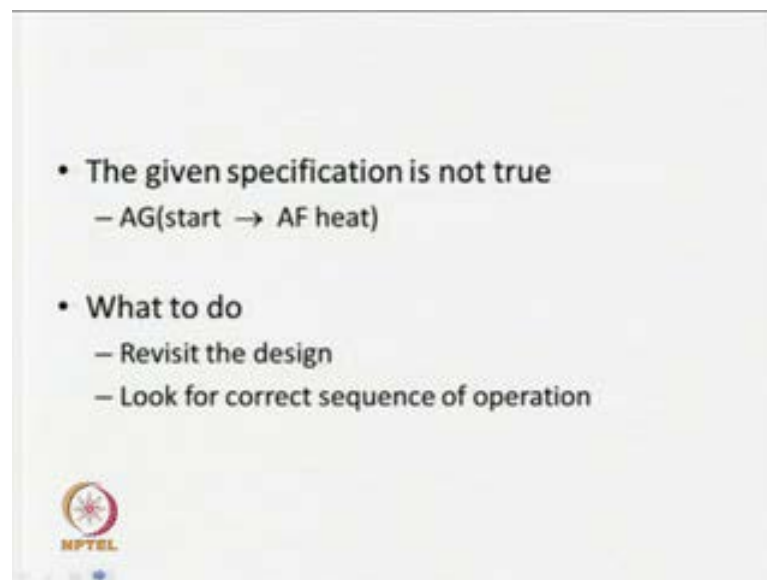 • The given specification is not true
– AG(start → AF heat)
• What to do
– Revisit the design
– Look for correct sequence of operation
NPTEL